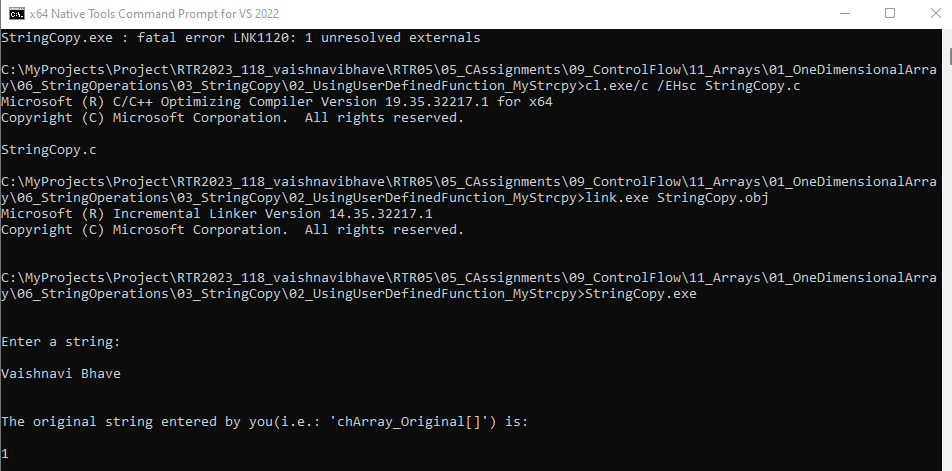 x64 Native Tools Command Prompt for VS 2022
StringCopy.exe : fatal error LNK1120: 1 unresolved externals
C:\MyProjects\Project\RTR2023_118_vaishnavibhave\RTR05\05_CAssignments\09_ControlFlow\11_Arrays\01_OneDimensionalArra
y\06_StringOperations\03_StringCopy\02_UsingUserDefinedFunction_MyStrcpy>cl.exe/c /EHsc StringCopy.c
Microsoft (R) C/C++ Optimizing Compiler Version 19.35.32217.1 for x64
Copyright (C) Microsoft Corporation.  All rights reserved.
StringCopy.c
C:\MyProjects\Project\RTR2023_118_vaishnavibhave\RTR05\05_CAssignments\09_ControlFlow\11_Arrays\01_OneDimensionalArra
y\06_StringOperations\03_StringCopy\02_UsingUserDefinedFunction_MyStrcpy>link.exe StringCopy.obj
Microsoft (R) Incremental Linker Version 14.35.32217.1
Copyright (C) Microsoft Corporation.  All rights reserved.
C:\MyProjects\Project\RTR2023_118_vaishnavibhave\RTR05\05_CAssignments\09_ControlFlow\11_Arrays\01_OneDimensionalArra
y\06_StringOperations\03_StringCopy\02_UsingUserDefinedFunction_MyStrcpy>StringCopy.exe
Enter a string:
Vaishnavi Bhave
The original string entered by you(i.e.: 'chArray_Original[]') is:
1